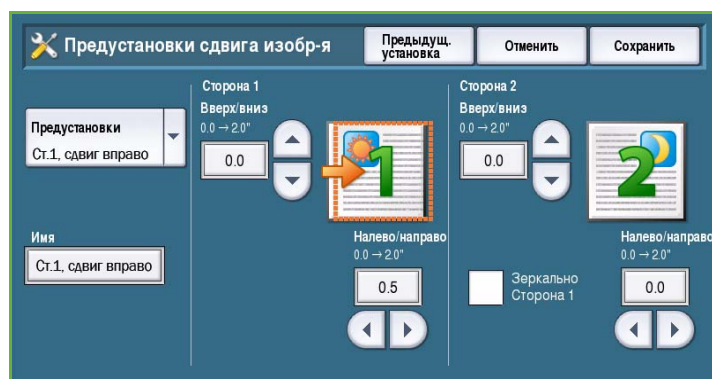 Предустановки сдвига изобр-я
Предыдущ.
установка
Отменить
Сохранить
Предустановки
Ст.1, сдвиг вправо
Имя
Ст.1, сдвиг вправо
Сторона 1
Вверх/вниз
0.0 → 2.0"
0.0
1
Налево/направо
0.0 → 2.0"
0.5
Сторона 2
Вверх/вниз
0.0 → 2.0"
0.0
2
Зеркально
Сторона 1
Налево/направо
0.0 → 2.0"
0.0